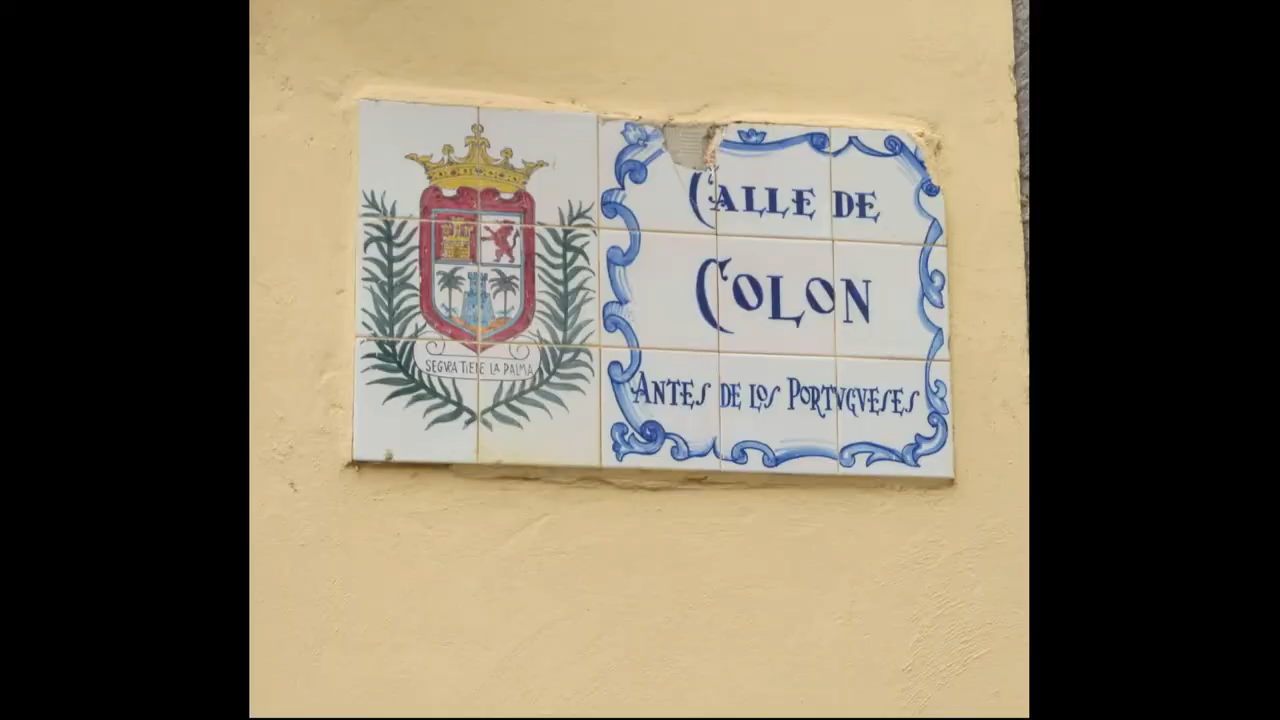 SEGVRA TIENE LA PALMA
CALLE DE
COLON
ANTES DE LOS PORTVGVESES